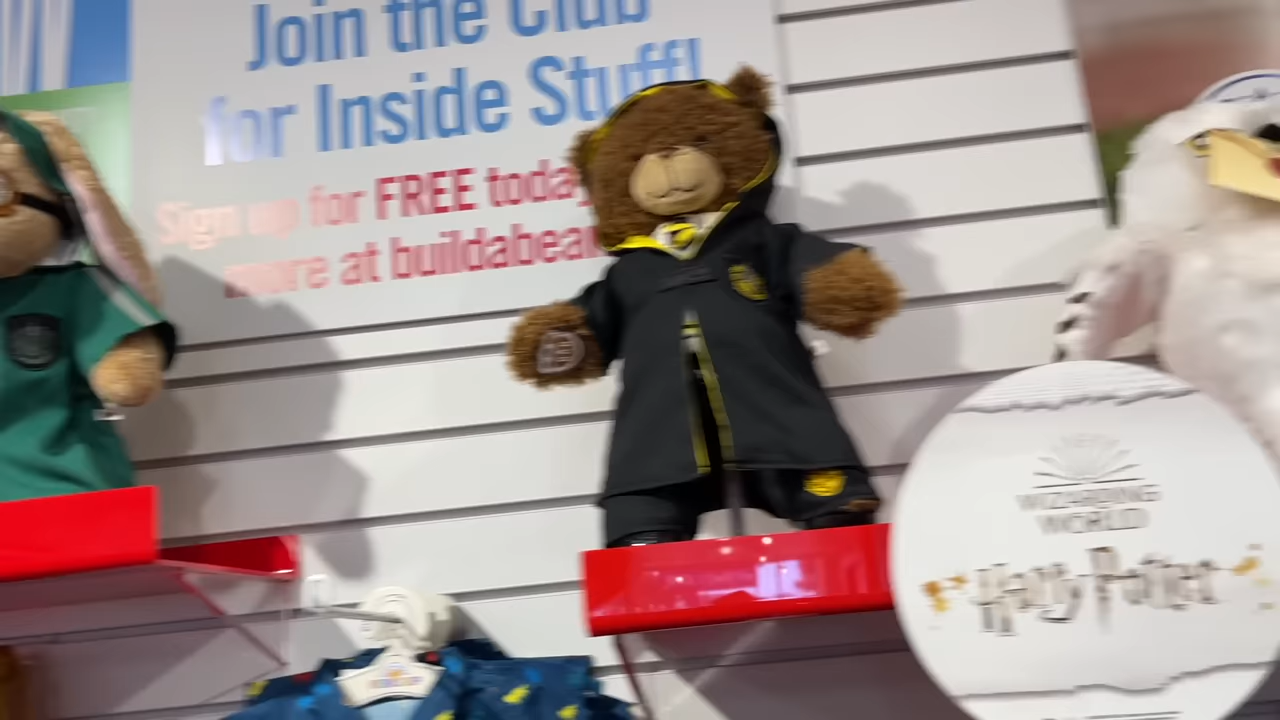 Join the Club
for Inside Stuff!
Sign up for FREE today
more at buildabear
WIZARDING
WORLD
Harry Potter